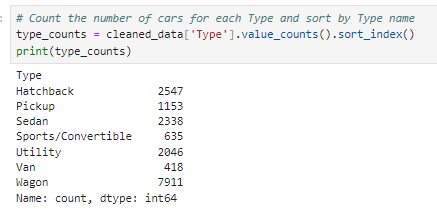 # Count the number of cars for each Type and sort by Type name
type_counts = cleaned_data['Type'].value_counts().sort_index()
print(type_counts)
Type
Hatchback 2547
Pickup 1153
Sedan 2338
Sports/Convertible 635
Utility 2046
Van 418
Wagon 7911
Name: count, dtype: int64